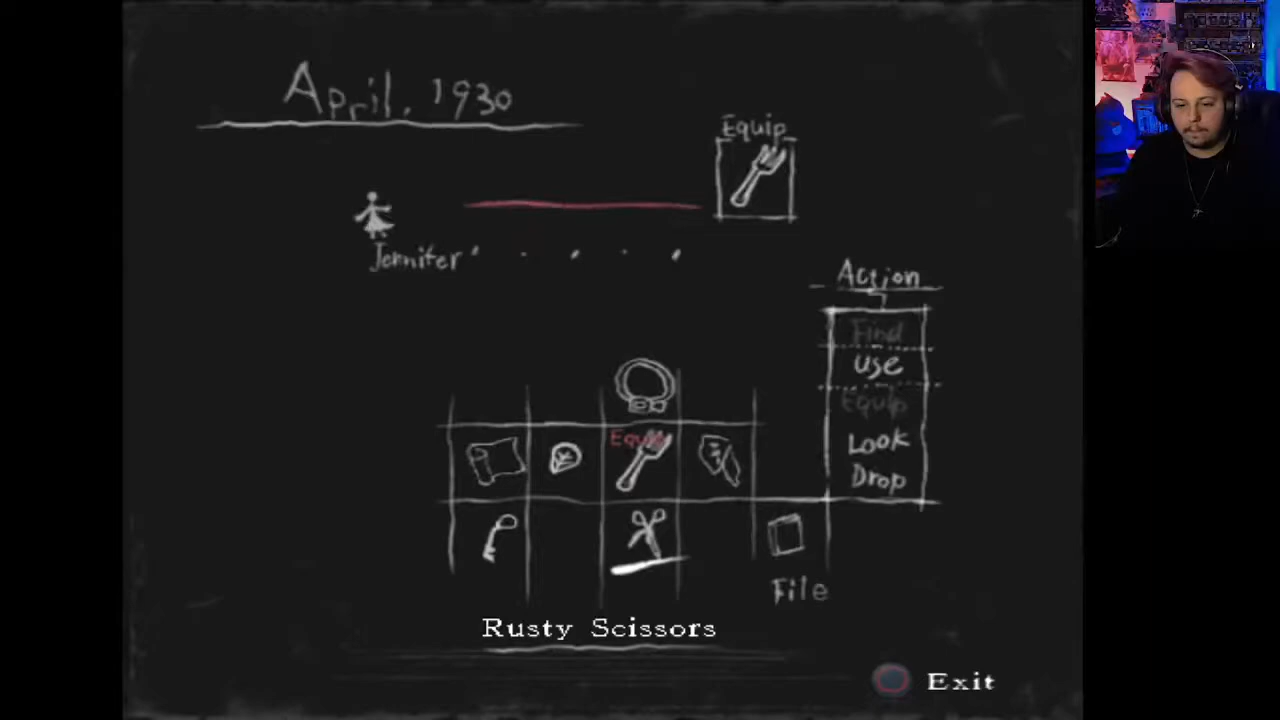 April, 1930
Equip
Jennifer
Action
Find
Use
Equip
Equip
Look
Drop
File
Rusty Scissors
Exit